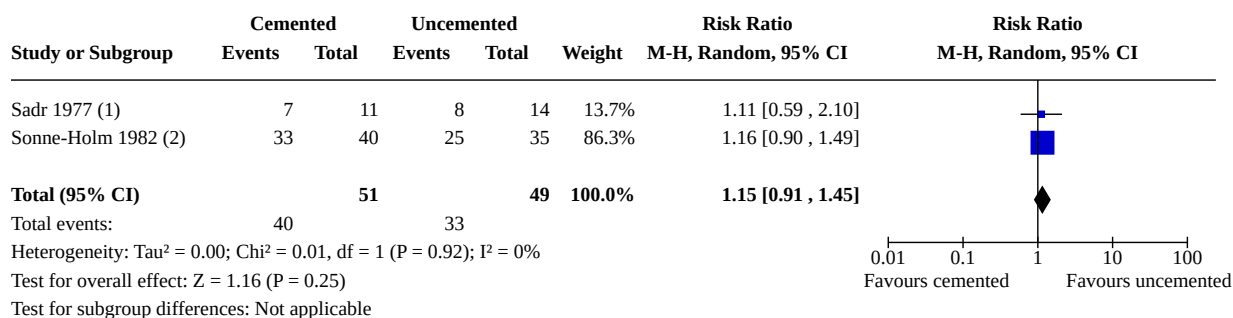 Cemented Uncemented Risk Ratio Risk Ratio
Study or Subgroup Events Total Events Total Weight M-H, Random, 95% CI M-H, Random, 95% CI
Sadr 1977 (1) 7 11 8 14 13.7% 1.11 [0.59 , 2.10]
Sonne-Holm 1982 (2) 33 40 25 35 86.3% 1.16 [0.90 , 1.49]
Total (95% CI) 51 49 100.0% 1.15 [0.91 , 1.45]
Total events: 40 33
Heterogeneity: Tau² = 0.00; Chi² = 0.01, df = 1 (P = 0.92); I² = 0%
0.01 0.1 1 10 100
Test for overall effect: Z = 1.16 (P = 0.25)
Favours cemented Favours uncemented
Test for subgroup differences: Not applicable